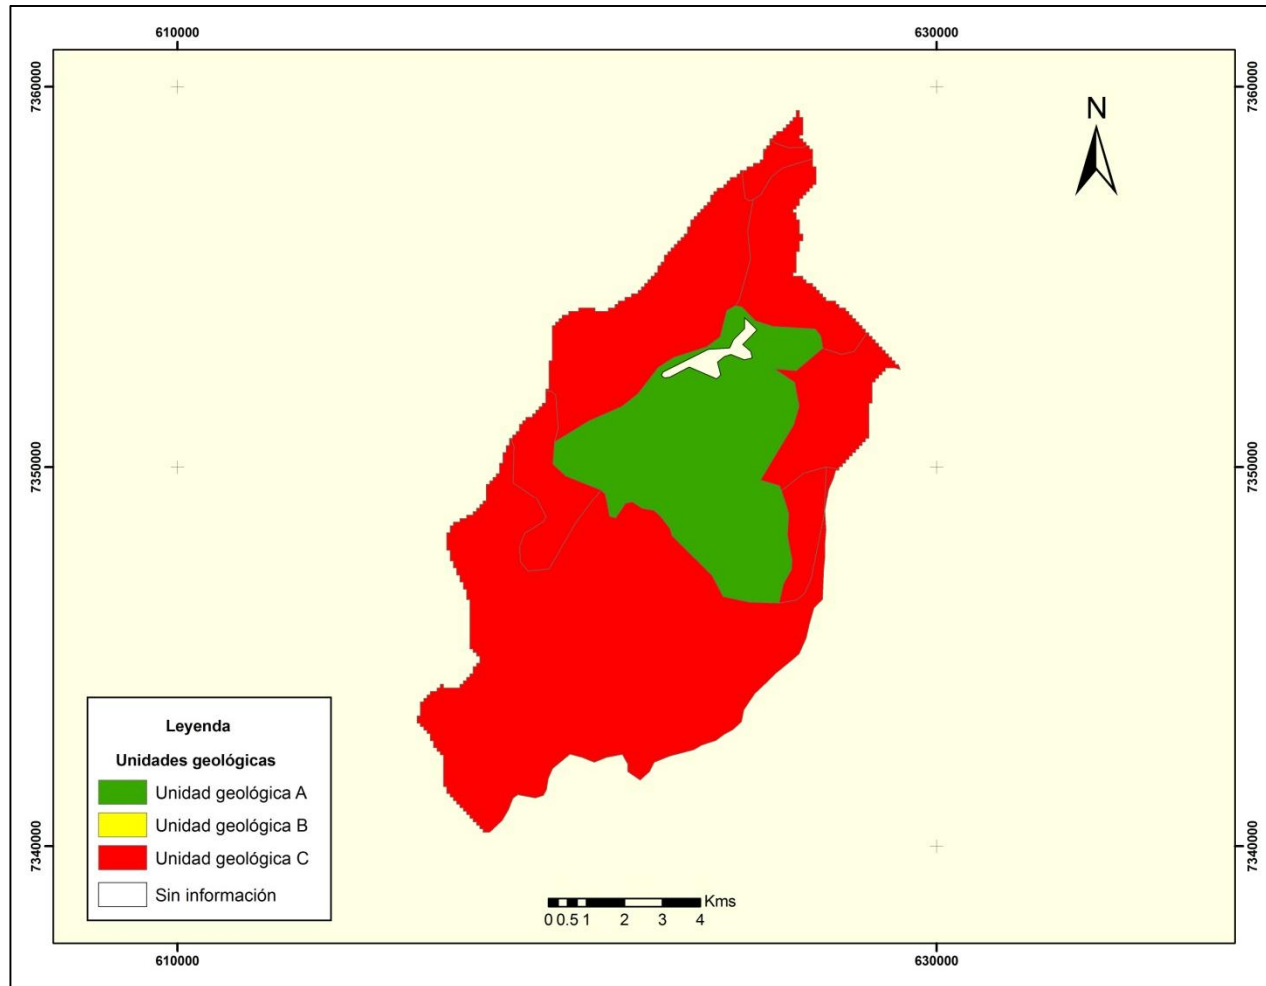 610000
630000
7360000
7360000
N
7350000
7350000
Leyenda
Unidades geológicas
Unidad geológica A
Unidad geológica B
Unidad geológica C
Sin información
7340000
7340000
Kms
0 0.5 1 2 3 4
610000
630000